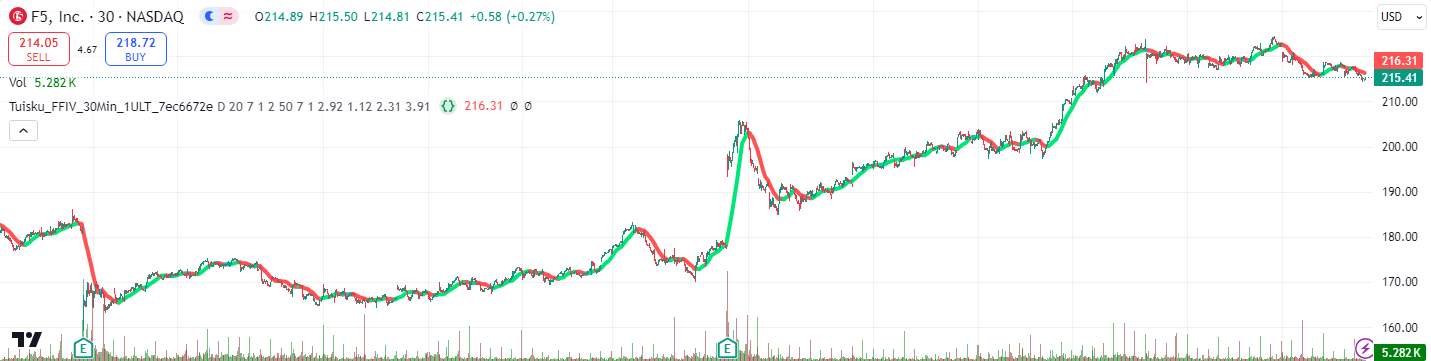 F5, Inc. · 30 · NASDAQ O214.89 H215.50 L214.81 C215.41 +0.58 (+0.27%) USD
214.05 4.67 218.72
SELL BUY
216.31
Vol 5.282 K 215.41
Tuisku_FFIV_30Min_1ULT_7ec6672e D 20 7 1 2 50 7 1 2.92 1.12 2.31 3.91 {} 216.31 Ø Ø
210.00
200.00
190.00
180.00
170.00
160.00
E E
5.282 K